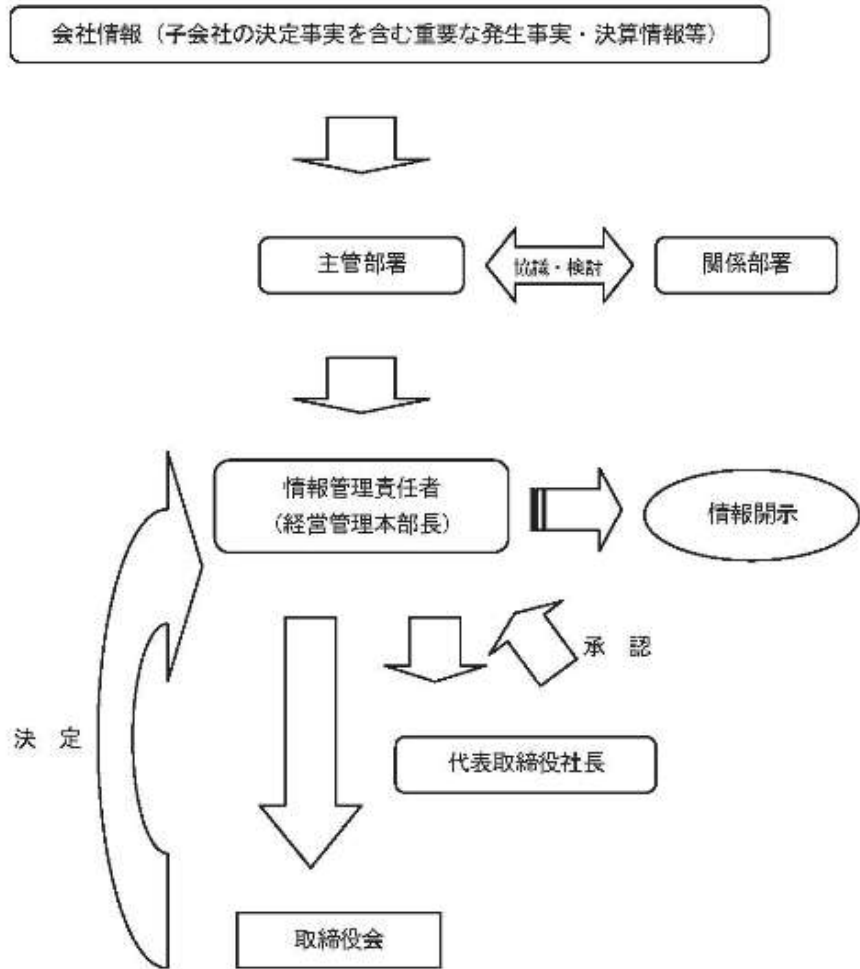 会社情報（子会社の決定事実を含む重要な発生事実・決算情報等）
主管部署
協議・検討
関係部署
情報管理責任者
（経営管理本部長）
情報開示
承　認
決　定
代表取締役社長
取締役会